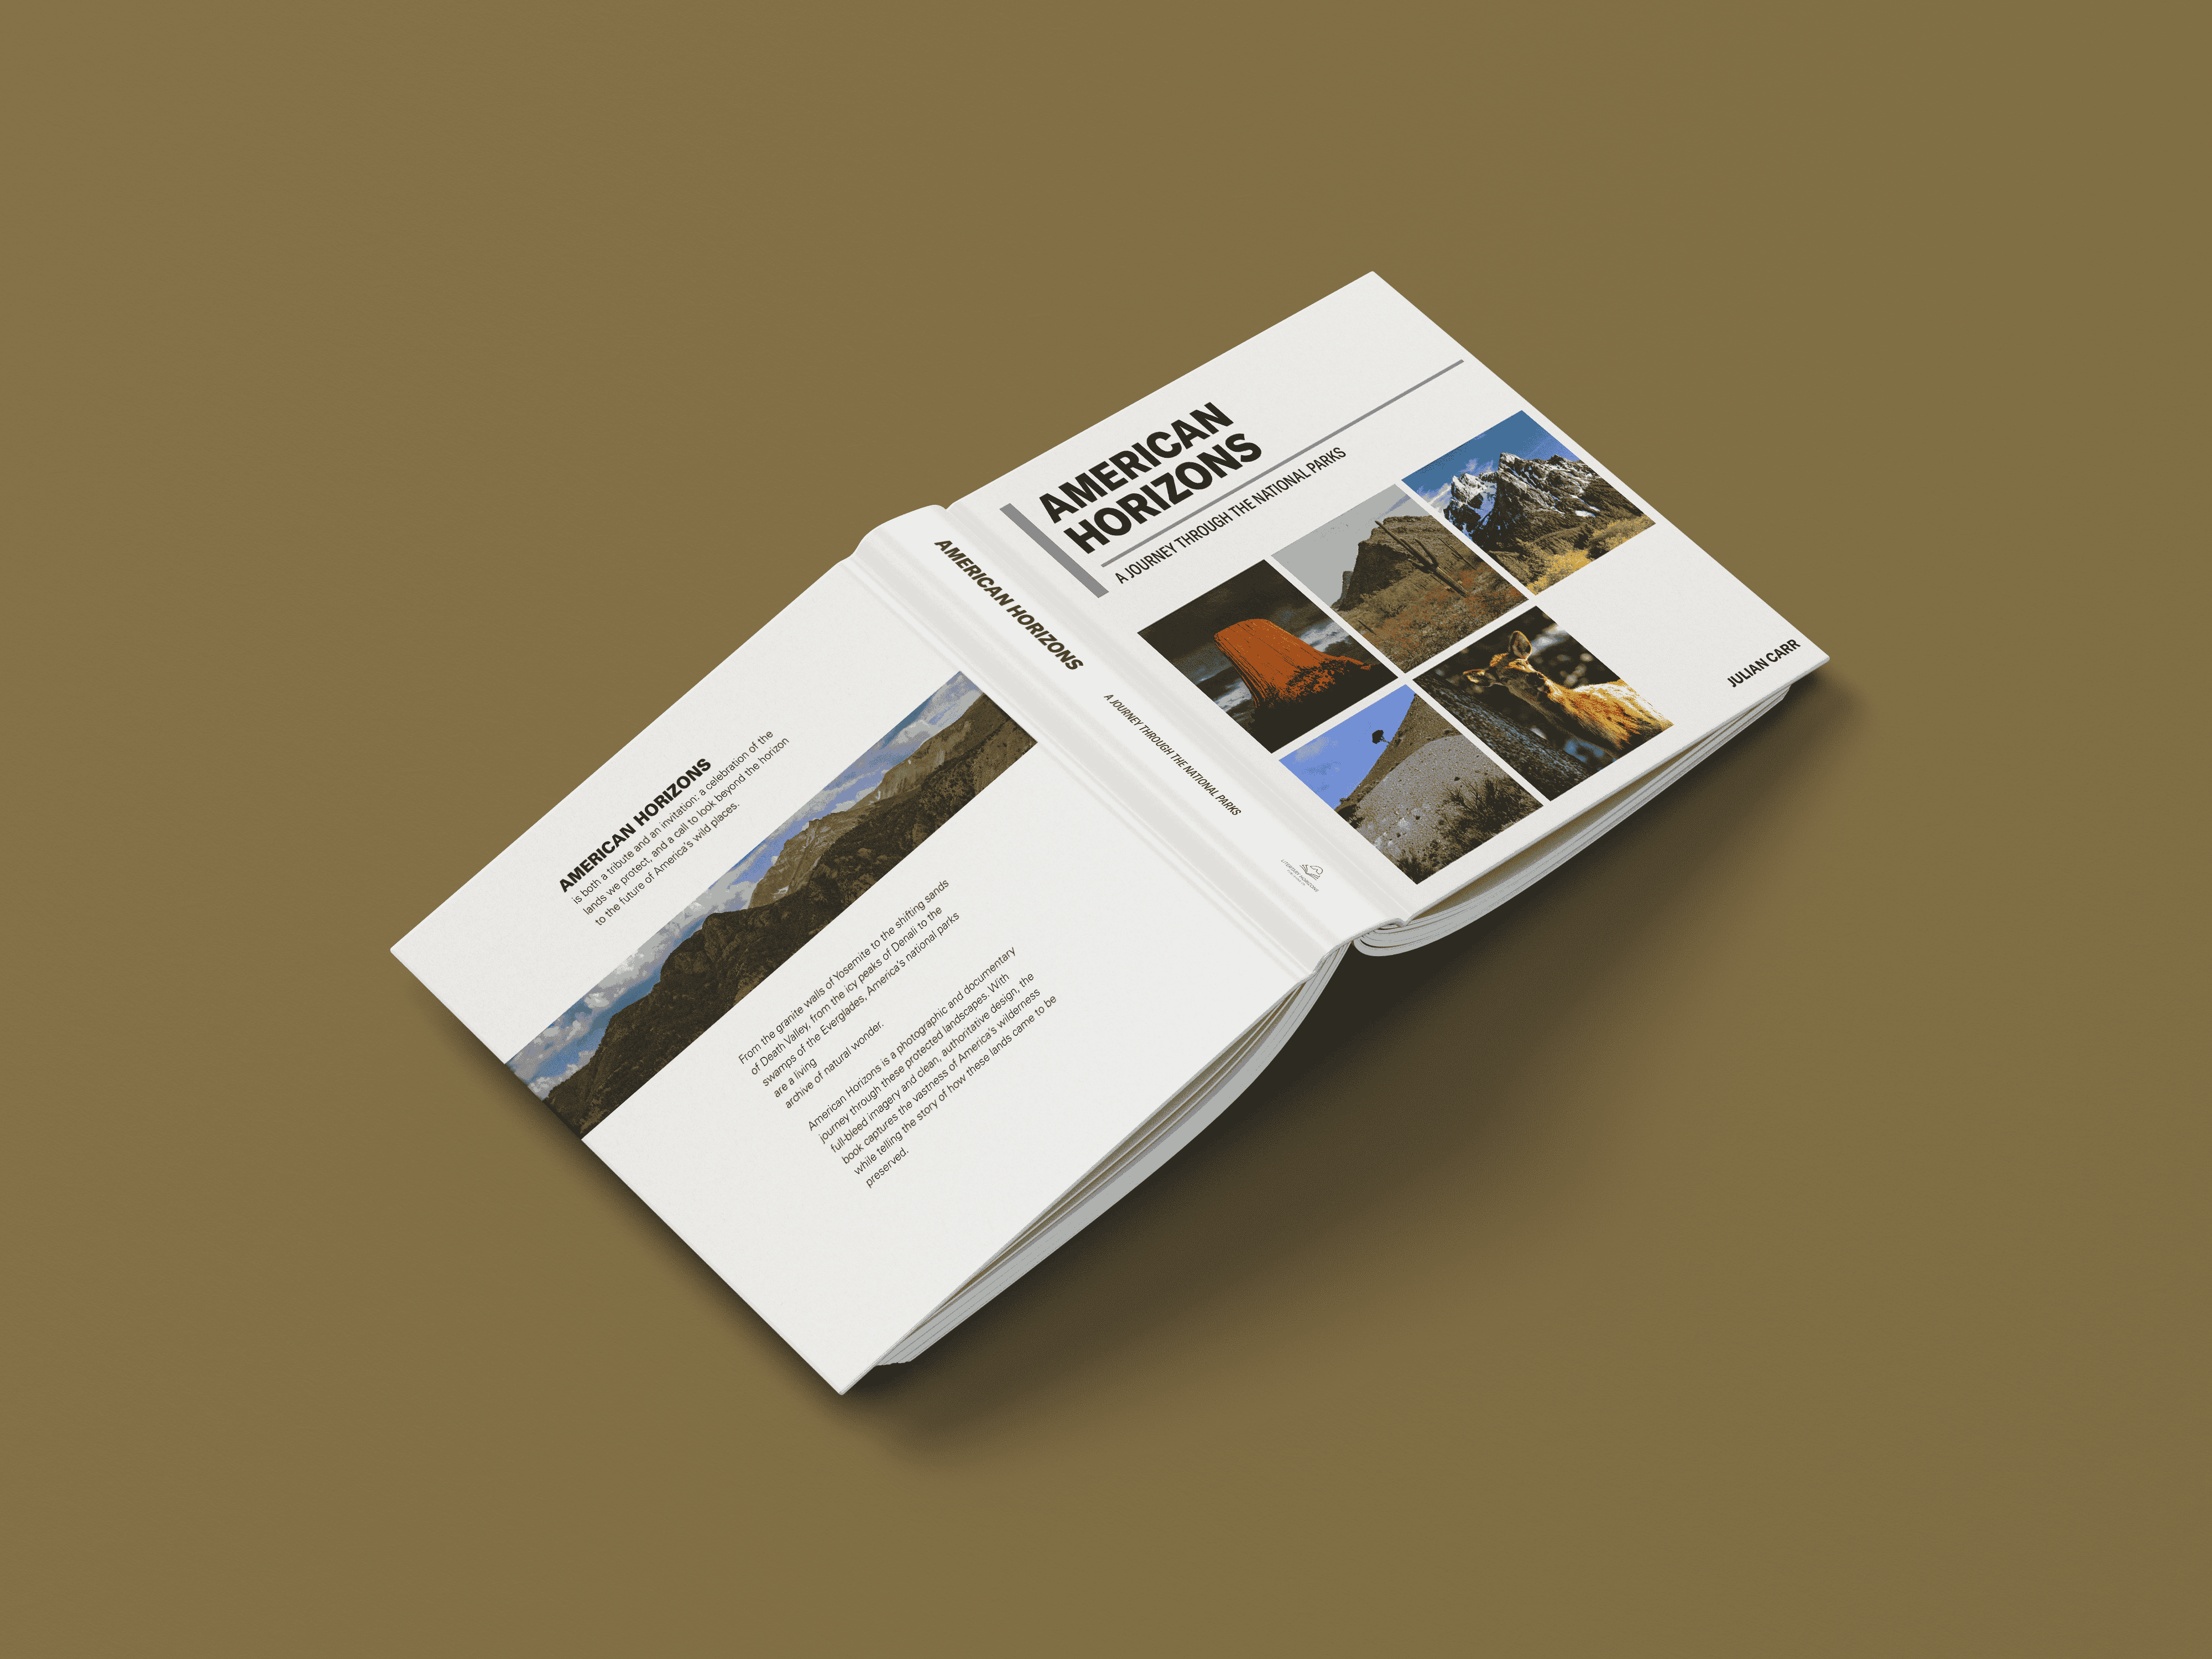 AMERICAN
HORIZONS
A JOURNEY THROUGH THE NATIONAL PARKS
JULIAN CARR
AMERICAN HORIZONS
A JOURNEY THROUGH THE NATIONAL PARKS
LITERARY HORIZONS
AMERICAN HORIZONS
is both a tribute and an invitation: a celebration of the
lands we protect, and a call to look beyond the horizon
to the future of America's wild places.
From the granite walls of Yosemite to the shifting sands
of Death Valley, from the icy peaks of Denali to the
swamps of the Everglades, America's national parks
are a living
archive of natural wonder.
American Horizons is a photographic and documentary
journey through these protected landscapes. With
full-bleed imagery and clean, authoritative design, the
book captures the vastness of America's wilderness
while telling the story of how these lands came to be
preserved.